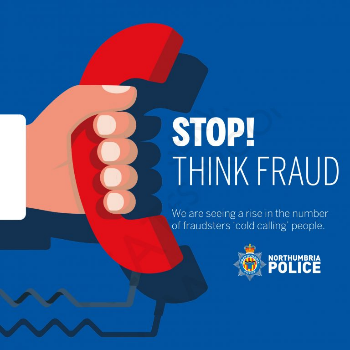 STOP!
THINK FRAUD
We are seeing a rise in the number
of fraudsters 'cold calling' people.
NORTHUMBRIA
POLICE